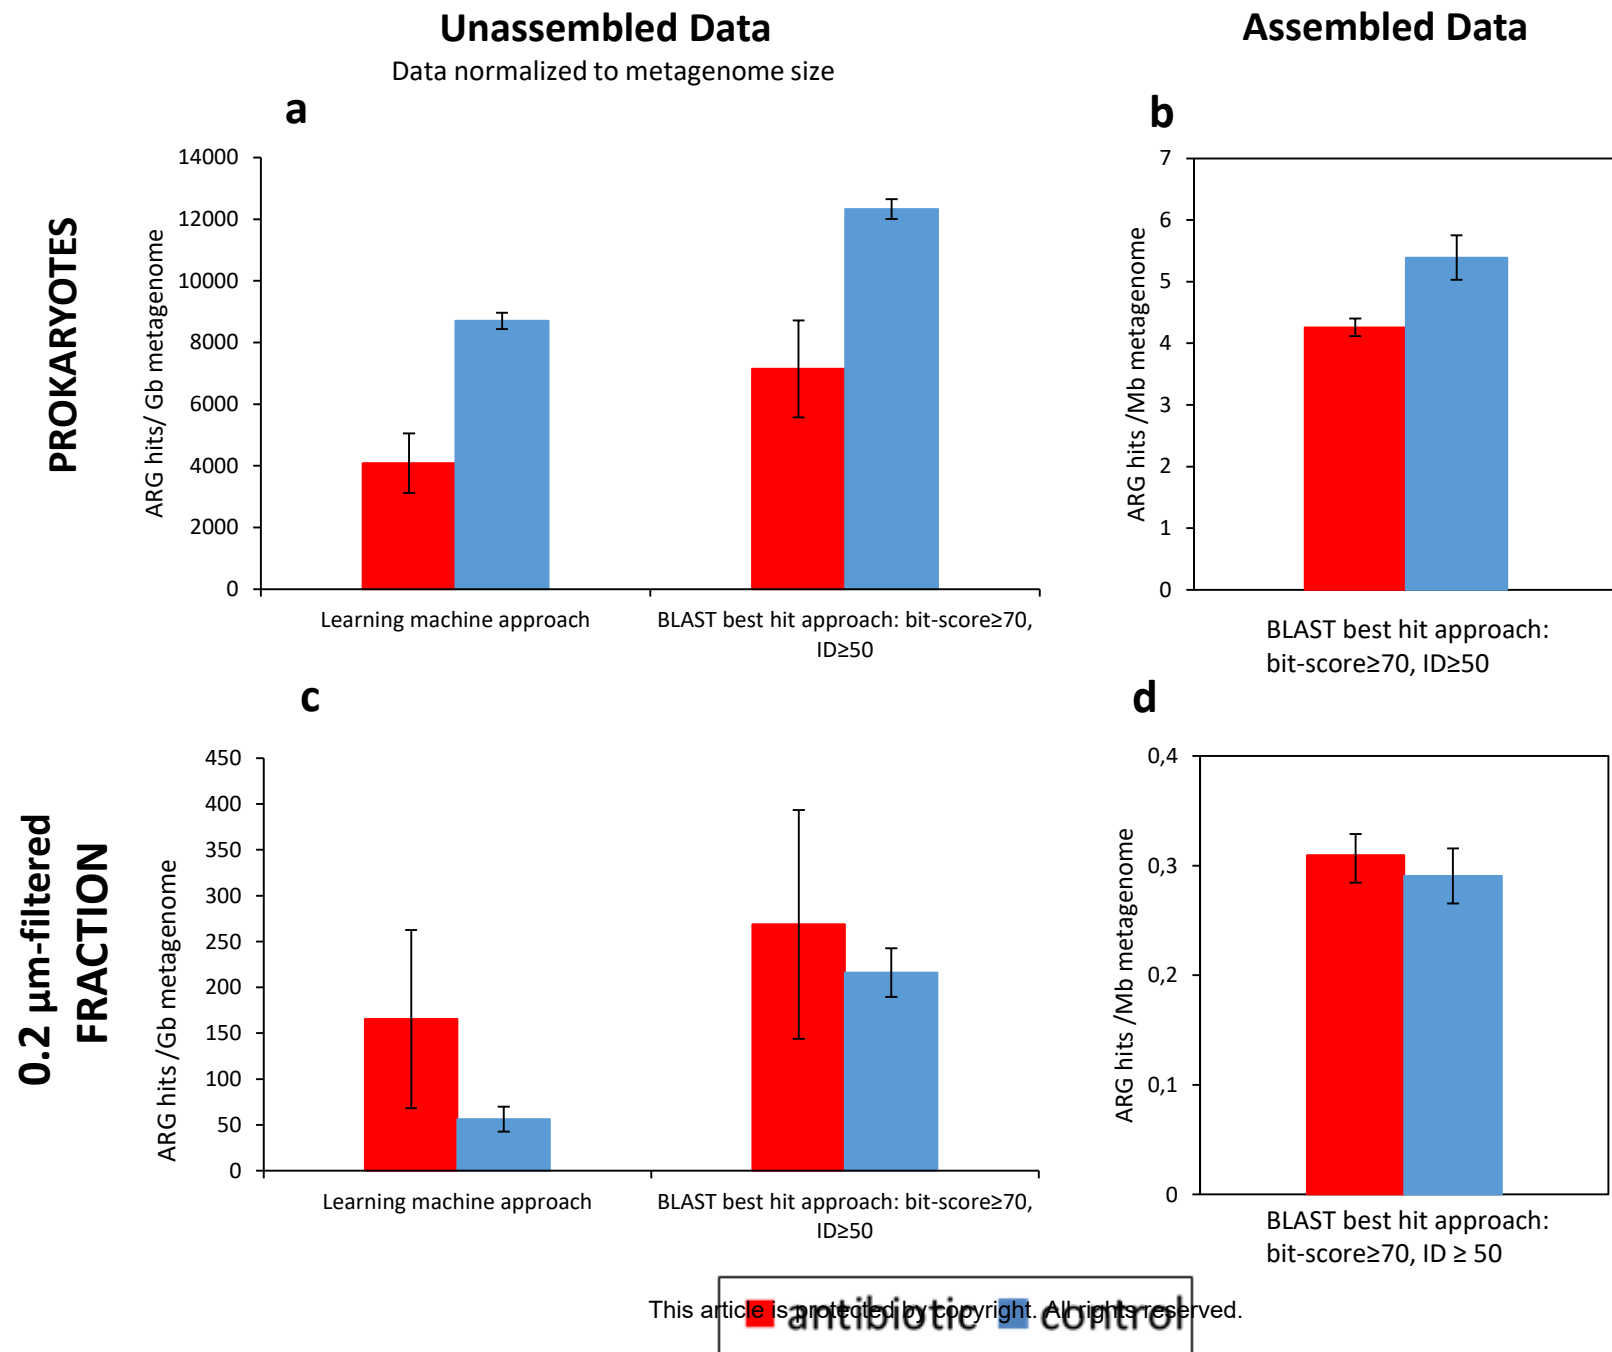 Unassembled Data
Data normalized to metagenome size
Assembled Data
PROKARYOTES
a
14000
12000
10000
8000
6000
4000
2000
0
ARG hits/ Gb metagenome
Learning machine approach
BLAST best hit approach: bit-score≥70,
ID≥50
b
7
6
5
4
3
2
1
0
ARG hits /Mb metagenome
BLAST best hit approach:
bit-score≥70, ID≥50
0.2 µm-filtered
FRACTION
c
450
400
350
300
250
200
150
100
50
0
ARG hits /Gb metagenome
Learning machine approach
BLAST best hit approach: bit-score≥70,
ID≥50
d
0,4
0,3
0,2
0,1
0
ARG hits /Mb metagenome
BLAST best hit approach:
bit-score≥70, ID ≥ 50
antibiotic control
This article is protected by copyright. All rights reserved.